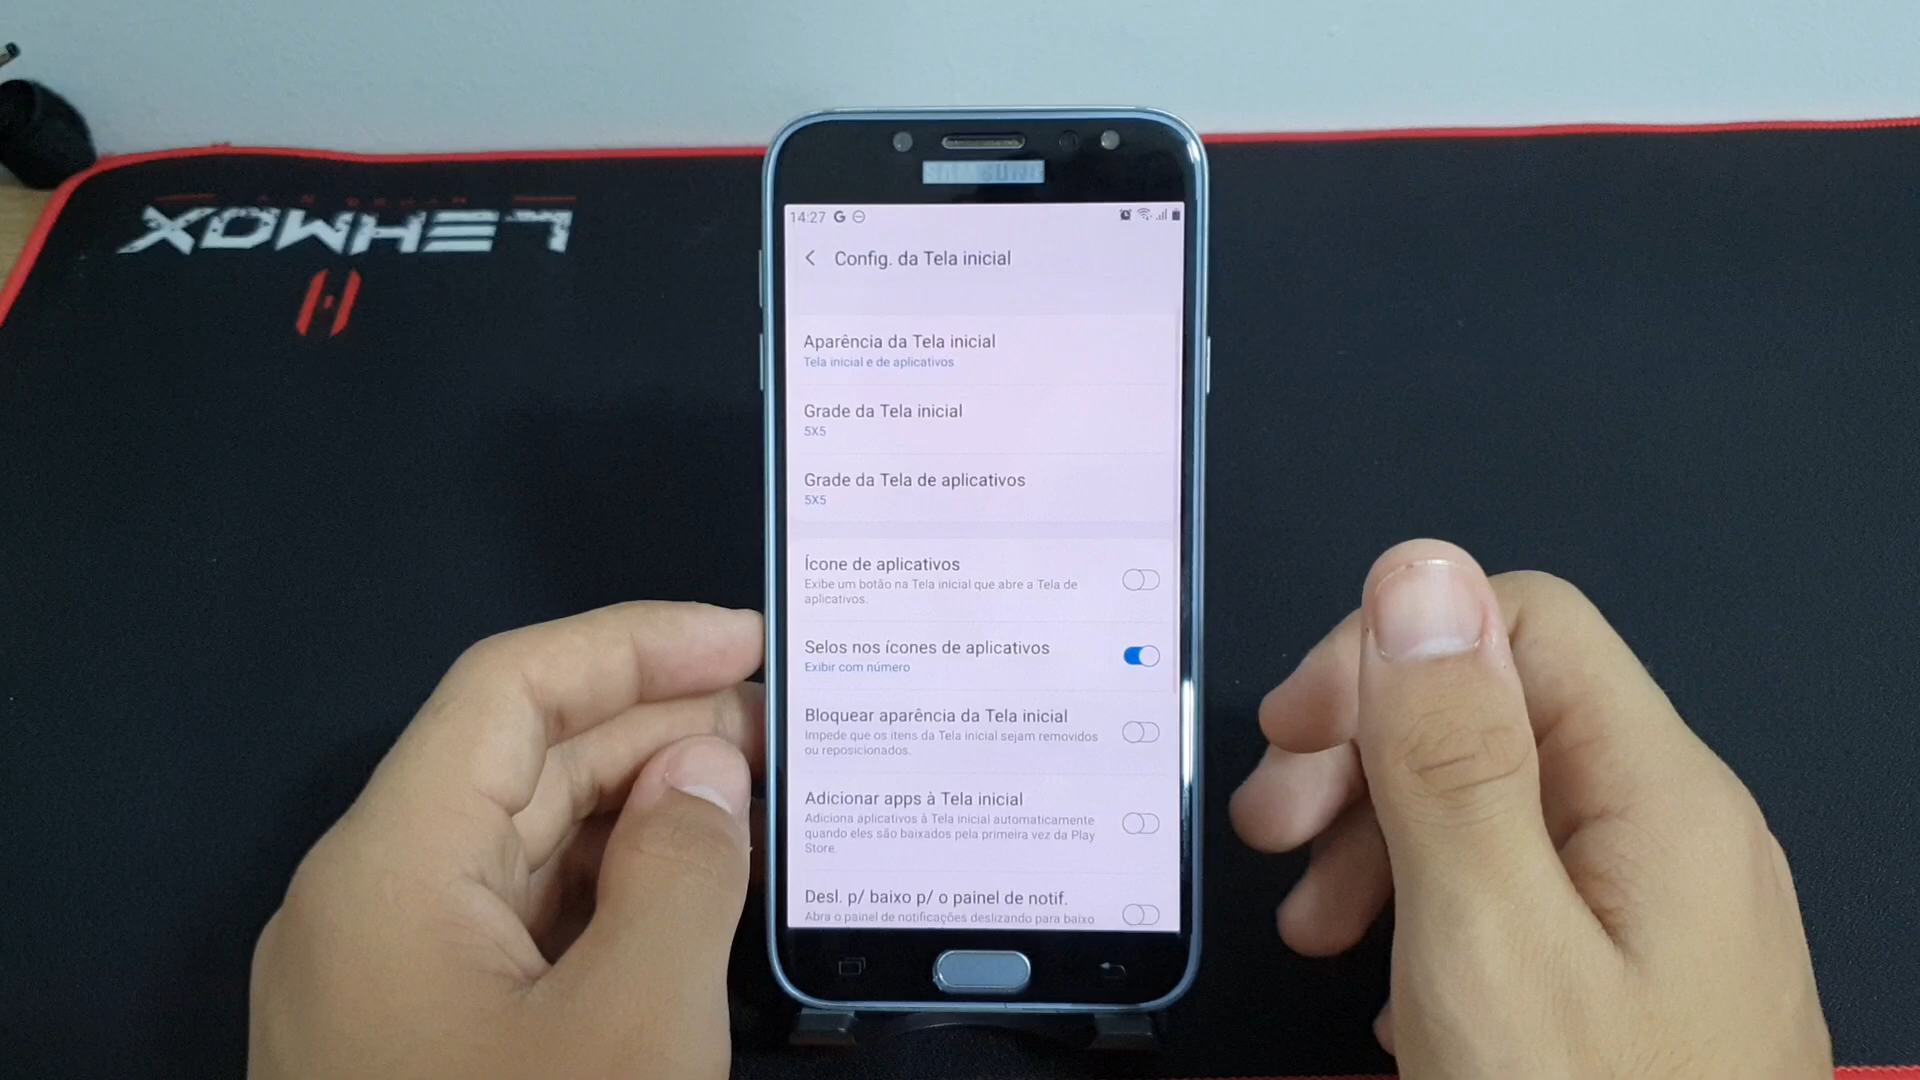 LEHMOX
14:27
Config. da Tela inicial
Aparência da Tela inicial
Tela inicial e de aplicativos
Grade da Tela inicial
5X5
Grade da Tela de aplicativos
5X5
Ícone de aplicativos
Exibe um botão na Tela inicial que abre a Tela de
aplicativos.
Selos nos ícones de aplicativos
Exibir com número
Bloquear aparência da Tela inicial
Impede que os itens da Tela inicial sejam removidos
ou reposicionados.
Adicionar apps à Tela inicial
Adiciona aplicativos à Tela inicial automaticamente
quando eles são baixados pela primeira vez da Play
Store.
Desl. p/ baixo p/ o painel de notif.
Abra o painel de notificações deslizando para baixo